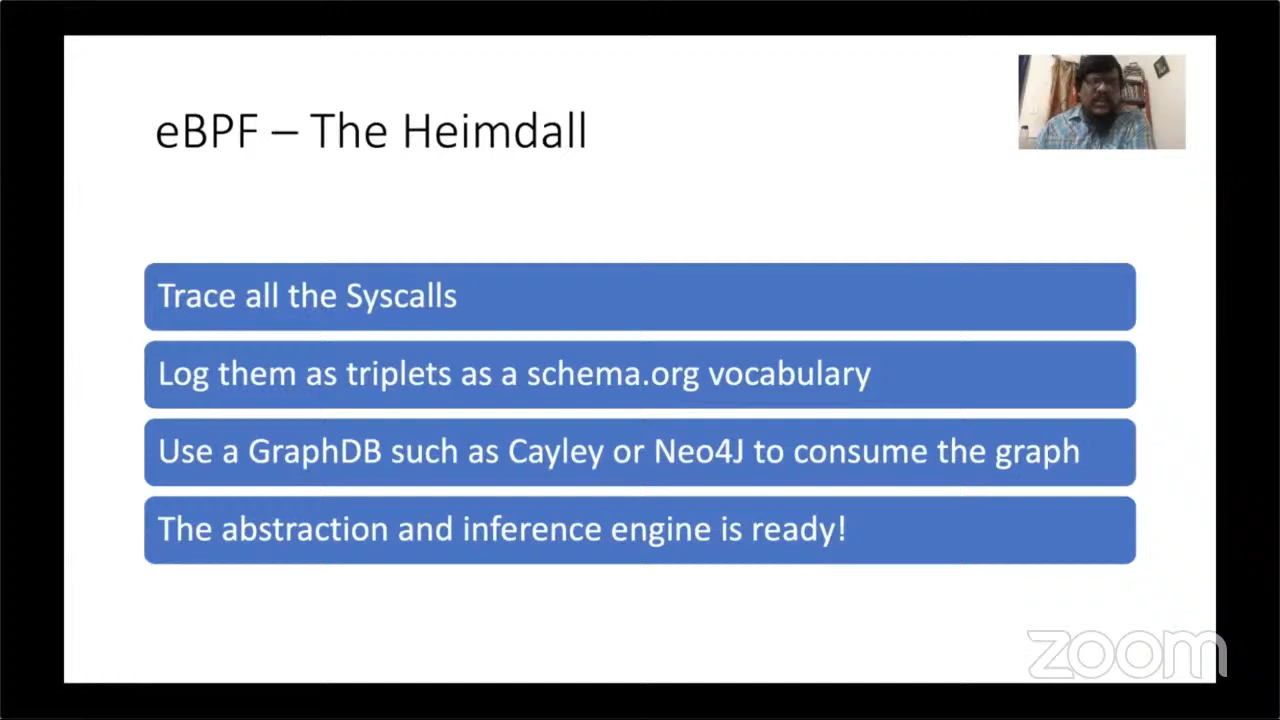 eBPF – The Heimdall
Trace all the Syscalls
Log them as triplets as a schema.org vocabulary
Use a GraphDB such as Cayley or Neo4J to consume the graph
The abstraction and inference engine is ready!
zoom